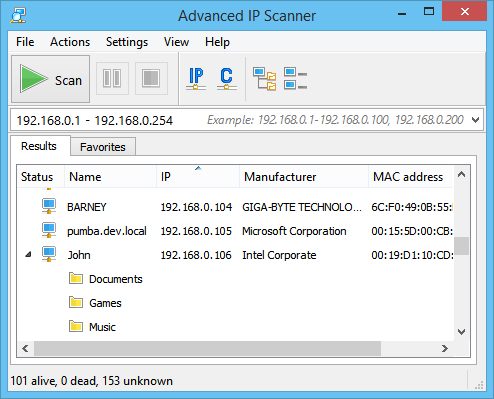 Advanced IP Scanner
File Actions Settings View Help
Scan IP C
192.168.0.1 - 192.168.0.254 Example: 192.168.0.1-192.168.0.100, 192.168.0.200
Results Favorites
Status Name IP Manufacturer MAC address
BARNEY 192.168.0.104 GIGA-BYTE TECHNOLO... 6C:F0:49:0B:55:
pumba.dev.local 192.168.0.105 Microsoft Corporation 00:15:5D:00:CB:
John 192.168.0.106 Intel Corporate 00:19:D1:10:CD:
Documents
Games
Music
101 alive, 0 dead, 153 unknown